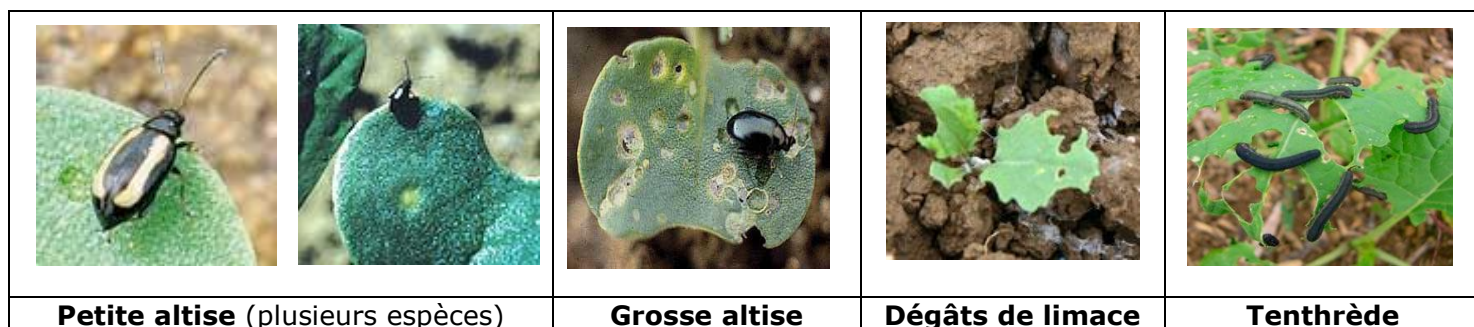 Petite altise (plusieurs espèces)
Grosse altise
Dégâts de limace
Tenthrède